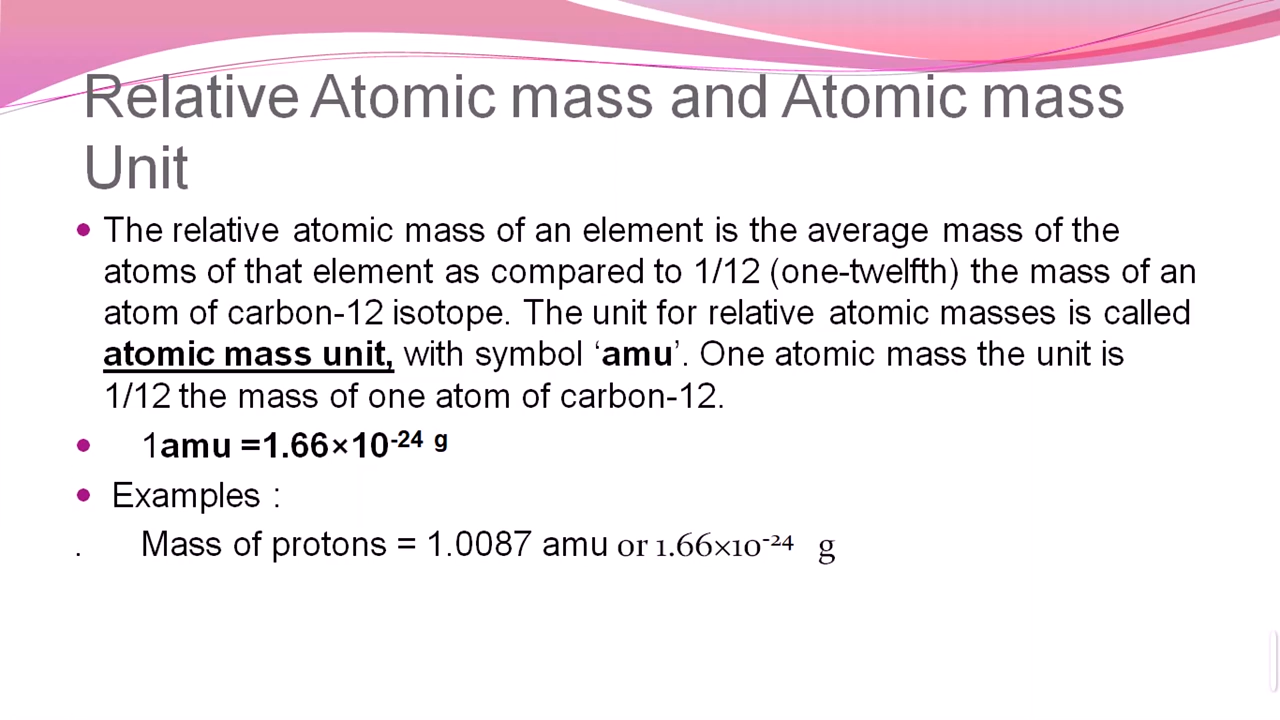 Relative Atomic mass and Atomic mass
Unit
• The relative atomic mass of an element is the average mass of the
atoms of that element as compared to 1/12 (one-twelfth) the mass of an
atom of carbon-12 isotope. The unit for relative atomic masses is called
atomic mass unit, with symbol ‘amu’. One atomic mass the unit is
1/12 the mass of one atom of carbon-12.
• 1amu =1.66×10⁻²⁴ g
• Examples :
. Mass of protons = 1.0087 amu or 1.66×10⁻²⁴ g